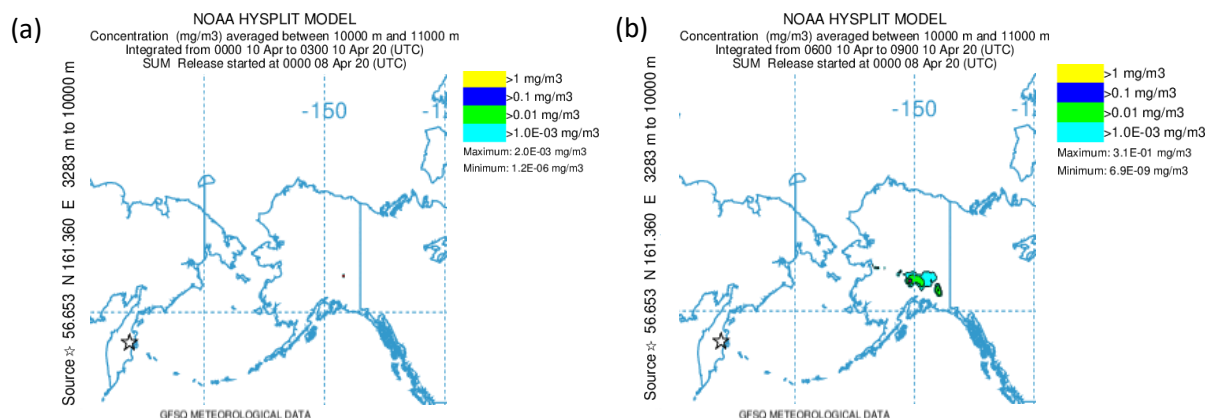 (a)
NOAA HYSPLIT MODEL
Concentration (mg/m3) averaged between 10000 m and 11000 m
Integrated from 0000 10 Apr to 0300 10 Apr 20 (UTC)
SUM Release started at 0000 08 Apr 20 (UTC)
Source ☆ 56.653 N 161.360 E 3283 m to 10000 m
-150
-1
>1 mg/m3
>0.1 mg/m3
>0.01 mg/m3
>1.0E-03 mg/m3
Maximum: 2.0E-03 mg/m3
Minimum: 1.2E-06 mg/m3
GFSQ METEOROLOGICAL DATA
(b)
NOAA HYSPLIT MODEL
Concentration (mg/m3) averaged between 10000 m and 11000 m
Integrated from 0600 10 Apr to 0900 10 Apr 20 (UTC)
SUM Release started at 0000 08 Apr 20 (UTC)
Source ☆ 56.653 N 161.360 E 3283 m to 10000 m
-150
-1
>1 mg/m3
>0.1 mg/m3
>0.01 mg/m3
>1.0E-03 mg/m3
Maximum: 3.1E-01 mg/m3
Minimum: 6.9E-09 mg/m3
GFSQ METEOROLOGICAL DATA